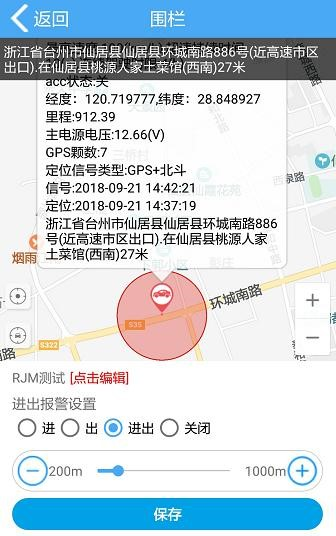 返回
围栏
浙江省台州市仙居县仙居县环城南路886号(近高速市区
出口).在仙居县桃源人家土菜馆(西南)27米
acc状态:关
经度：120.719777,纬度：28.848927
里程:912.39
主电源电压:12.66(V)
GPS颗数:7
定位信号类型:GPS+北斗
信号:2018-09-21 14:42:21
定位:2018-09-21 14:37:19
浙江省台州市仙居县仙居县环城南路886
号(近高速市区出口).在仙居县桃源人家
土菜馆(西南)27米
西泉路
烟雨
小区
环城南路
S35
S322
南路
RJM测试 [点击编辑]
进出报警设置
进 出 进出 关闭
200m 1000m
保存